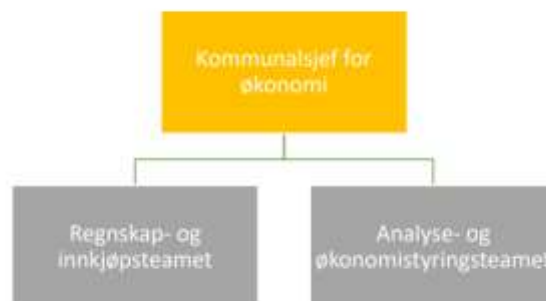 Kommunalsjef for
økonomi
Regnskap- og
innkjøpsteamet
Analyse- og
økonomistyringsteamet